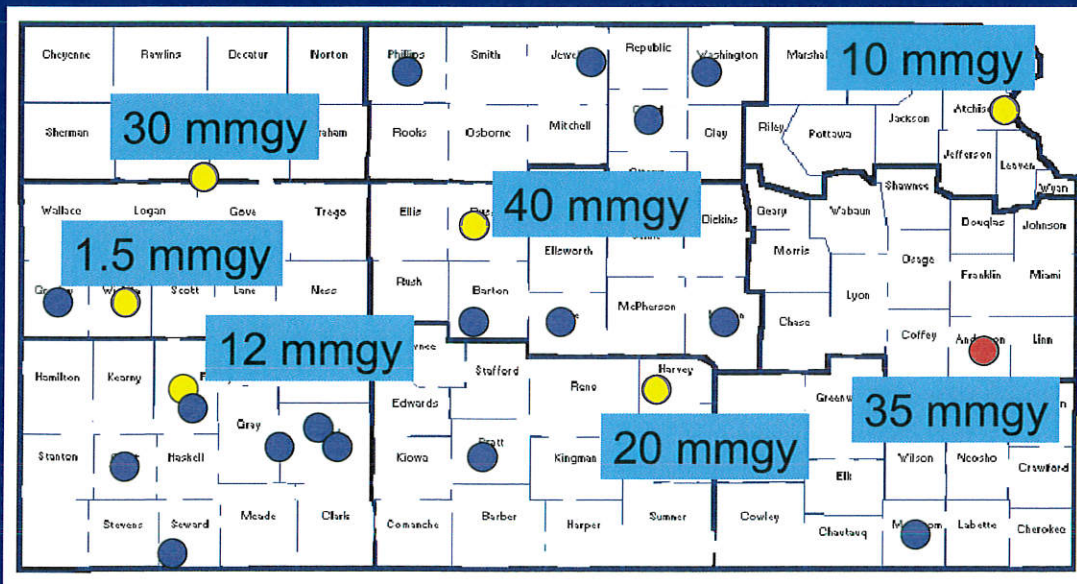 Cheyenne Rawlins Decatur Norton Phillips Smith Republic Washington
10 mmgy
30 mmgy
Sherman Rooks Osborne Mitchell Clay Riley Pottawa Jackson
Jefferson Leaven Wyan
Shawnee
Wallace Logan Gove Trego Ellis
40 mmgy
Dickins Geary Wabaun Douglas Johnson
Ellsworth Morris Osage
1.5 mmgy
Scott Lane Ness Rush Barton McPherson Lyon Franklin Miami
Chase Coffey Linn
12 mmgy
Hamilton Kearny Stafford Reno Harvey
Edwards
35 mmgy
Gray
20 mmgy
Stanton Haskell Kiowa Pratt Kingman Elk Wilson Neosho Crawford
Stevens Seward Meade Clark Comanche Barber Harper Sumner Cowley Chautauq Labette Cherokee